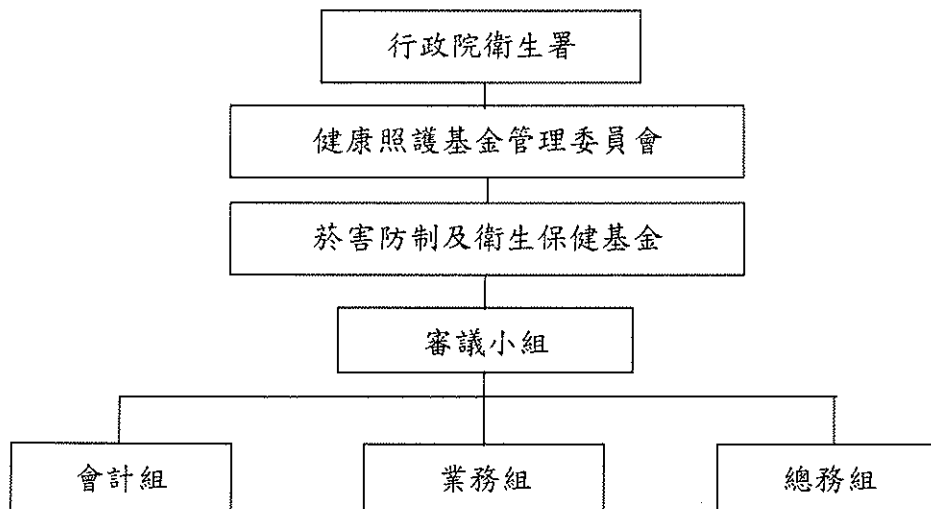 行政院衛生署
健康照護基金管理委員會
菸害防制及衛生保健基金
審議小組
會計組
業務組
總務組